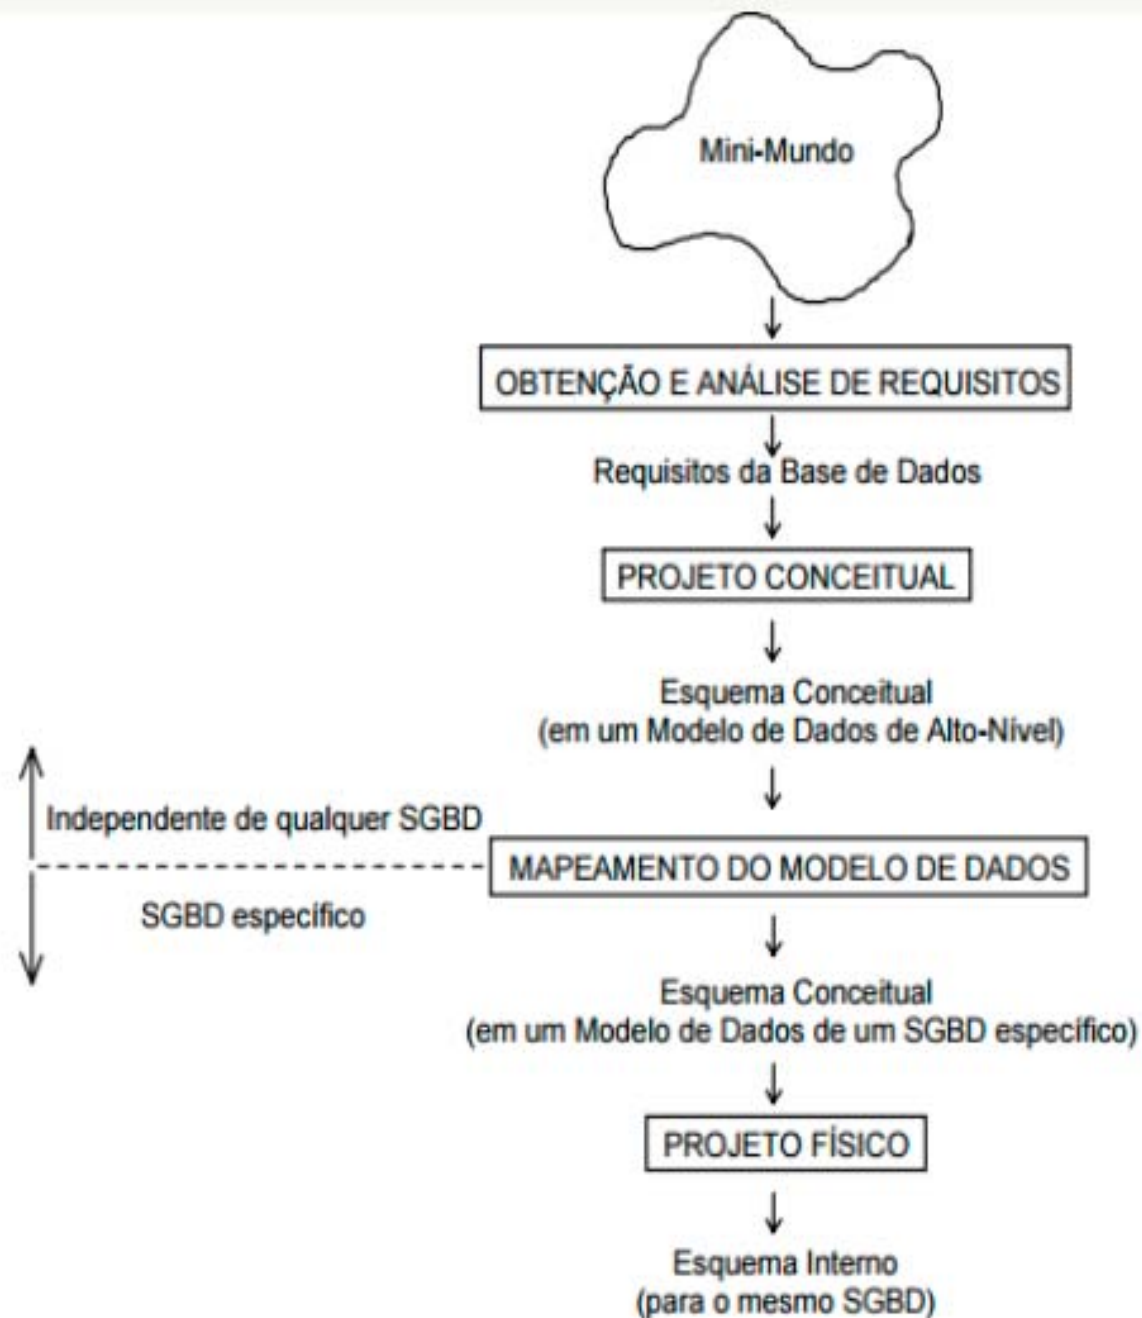 Mini-Mundo
OBTENÇÃO E ANÁLISE DE REQUISITOS
Requisitos da Base de Dados
PROJETO CONCEITUAL
Esquema Conceitual
(em um Modelo de Dados de Alto-Nível)
Independente de qualquer SGBD
MAPEAMENTO DO MODELO DE DADOS
SGBD específico
Esquema Conceitual
(em um Modelo de Dados de um SGBD específico)
PROJETO FÍSICO
Esquema Interno
(para o mesmo SGBD)